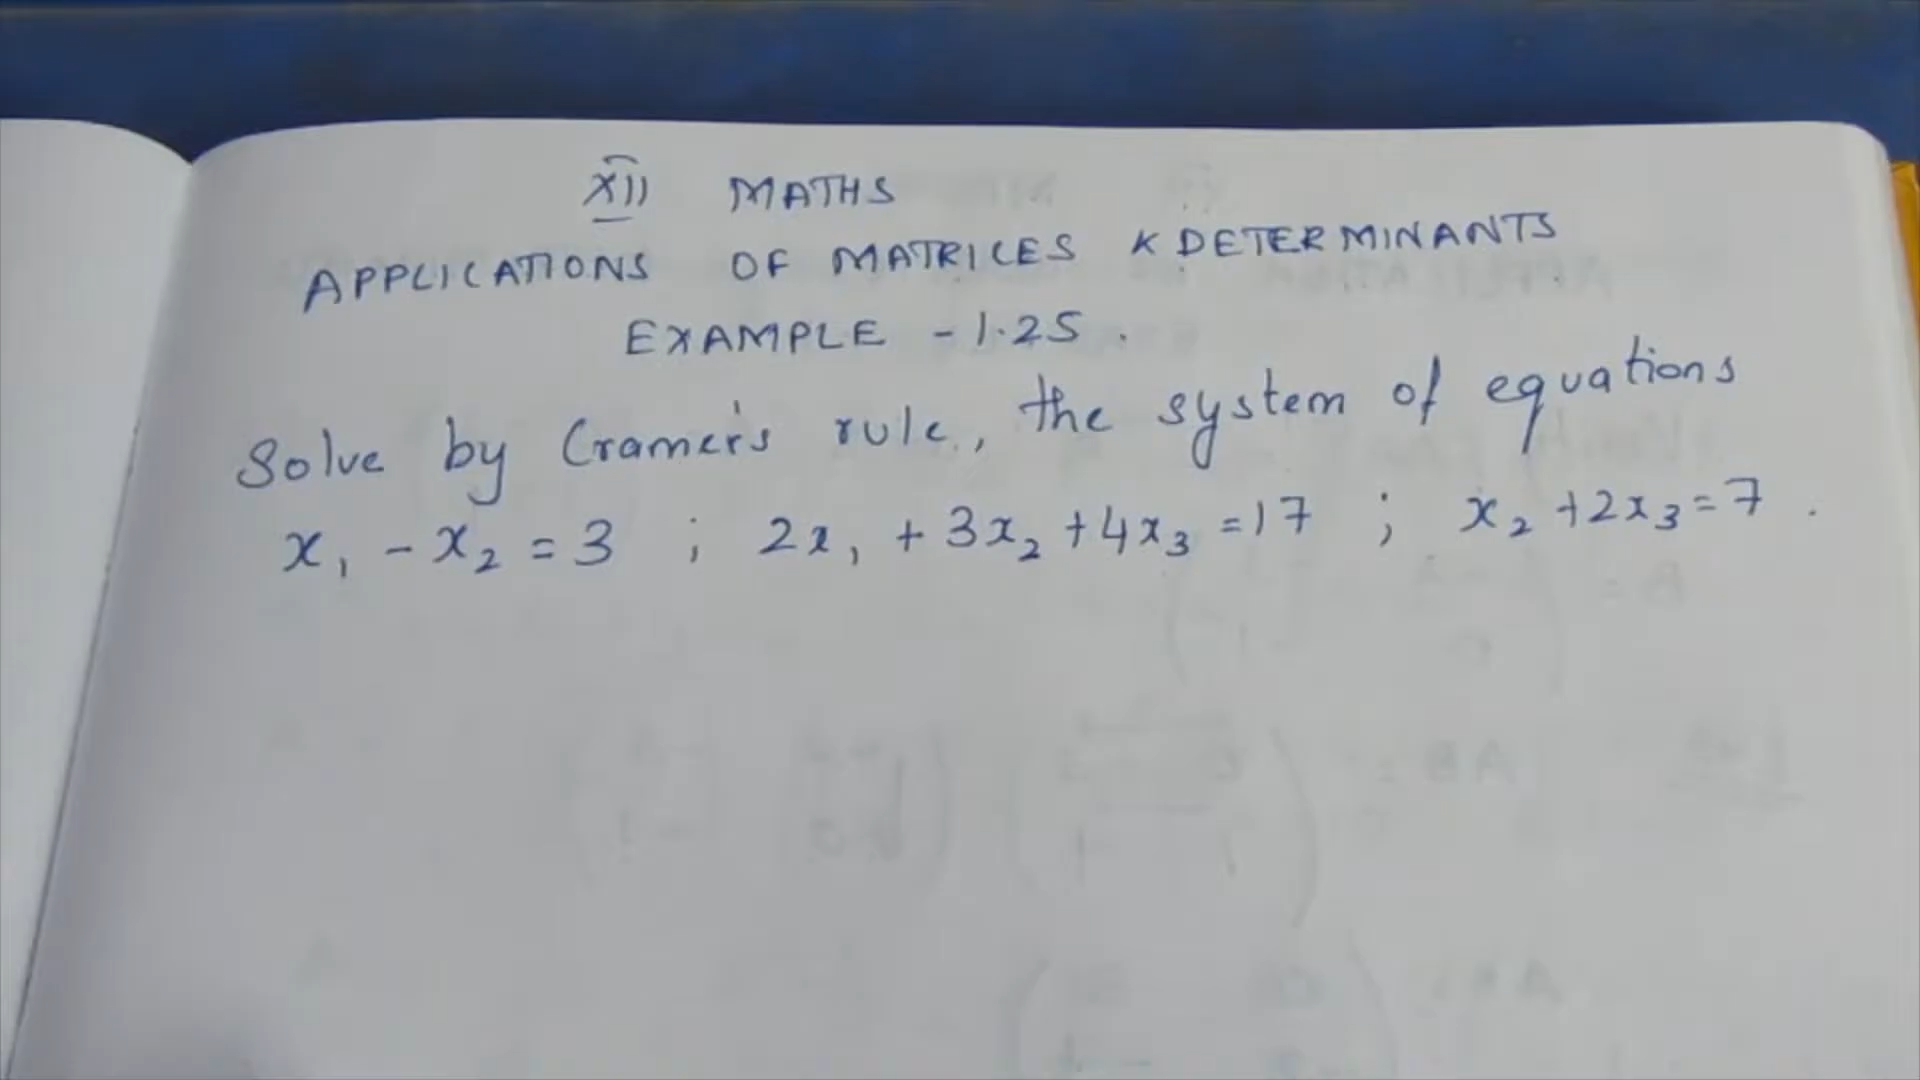 XII MATHS
APPLICATIONS OF MATRICES & DETERMINANTS
EXAMPLE - 1.25.
Solve by Cramer's rule, the system of equations
x₁ - x₂ = 3 ; 2x₁ + 3x₂ + 4x₃ = 17 ; x₂ + 2x₃ = 7.